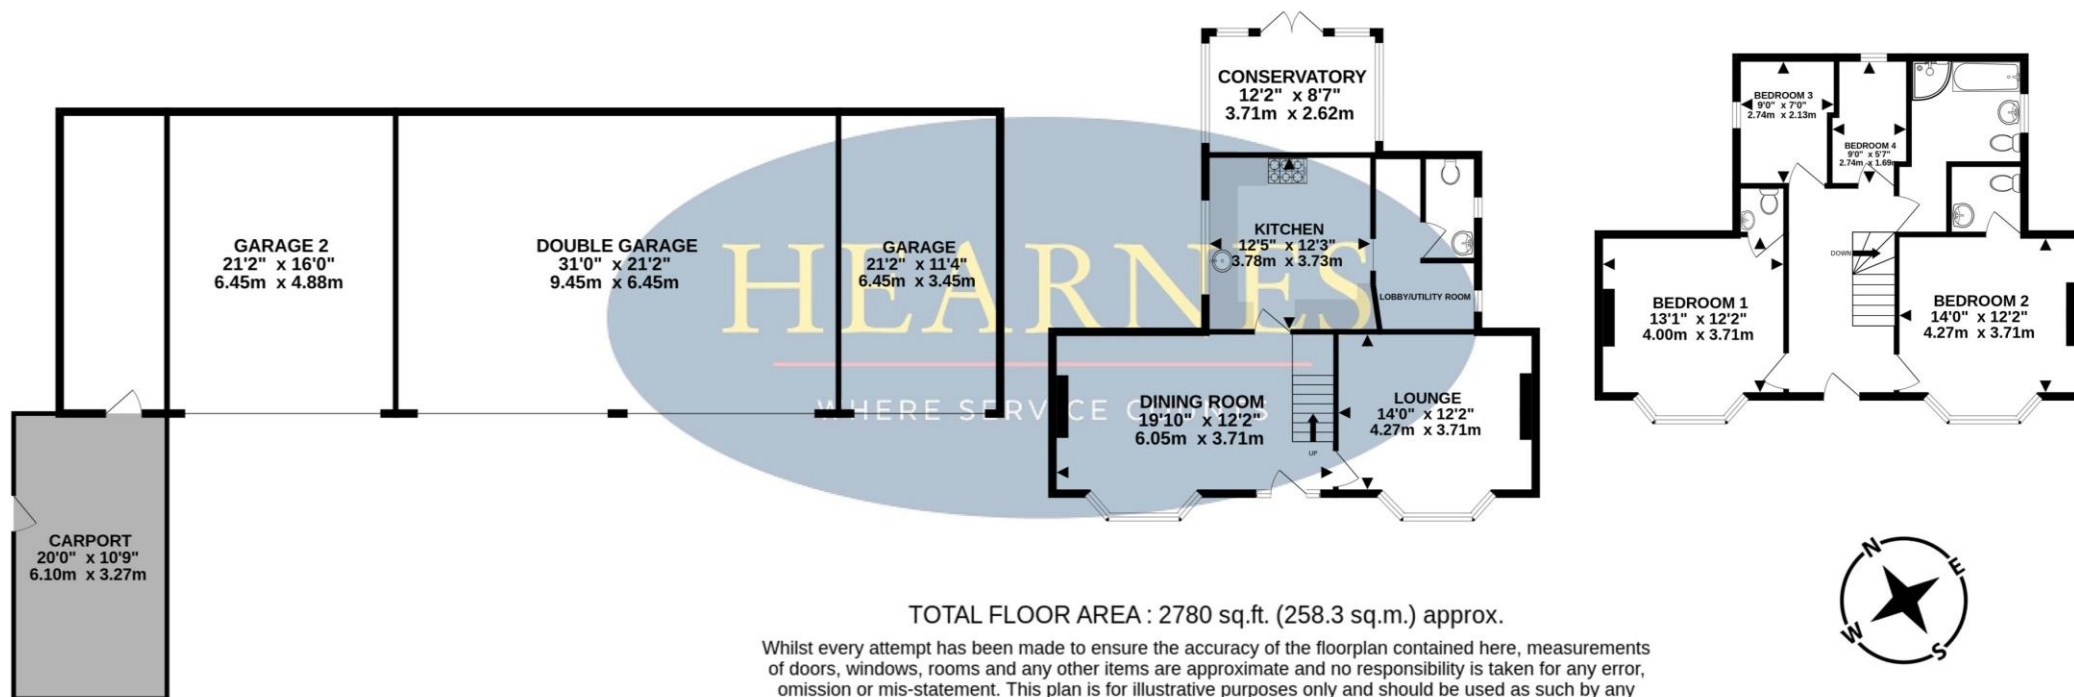 GARAGE 2
21'2" x 16'0"
6.45m x 4.88m
DOUBLE GARAGE
31'0" x 21'2"
9.45m x 6.45m
GARAGE
21'2" x 11'4"
6.45m x 3.45m
CARPORT
20'0" x 10'9"
6.10m x 3.27m
HEARNES
WHERE SERVICE COUNTS
CONSERVATORY
12'2" x 8'7"
3.71m x 2.62m
KITCHEN
12'5" x 12'3"
3.78m x 3.73m
LOBBY/UTILITY ROOM
DINING ROOM
19'10" x 12'2"
6.05m x 3.71m
UP
LOUNGE
14'0" x 12'2"
4.27m x 3.71m
BEDROOM 3
9'0" x 7'0"
2.74m x 2.13m
BEDROOM 4
9'0" x 5'7"
2.74m x 1.69m
DOWN
BEDROOM 1
13'1" x 12'2"
4.00m x 3.71m
BEDROOM 2
14'0" x 12'2"
4.27m x 3.71m
N
E
W
S
TOTAL FLOOR AREA : 2780 sq.ft. (258.3 sq.m.) approx.
Whilst every attempt has been made to ensure the accuracy of the floorplan contained here, measurements
of doors, windows, rooms and any other items are approximate and no responsibility is taken for any error,
omission or mis-statement. This plan is for illustrative purposes only and should be used as such by any